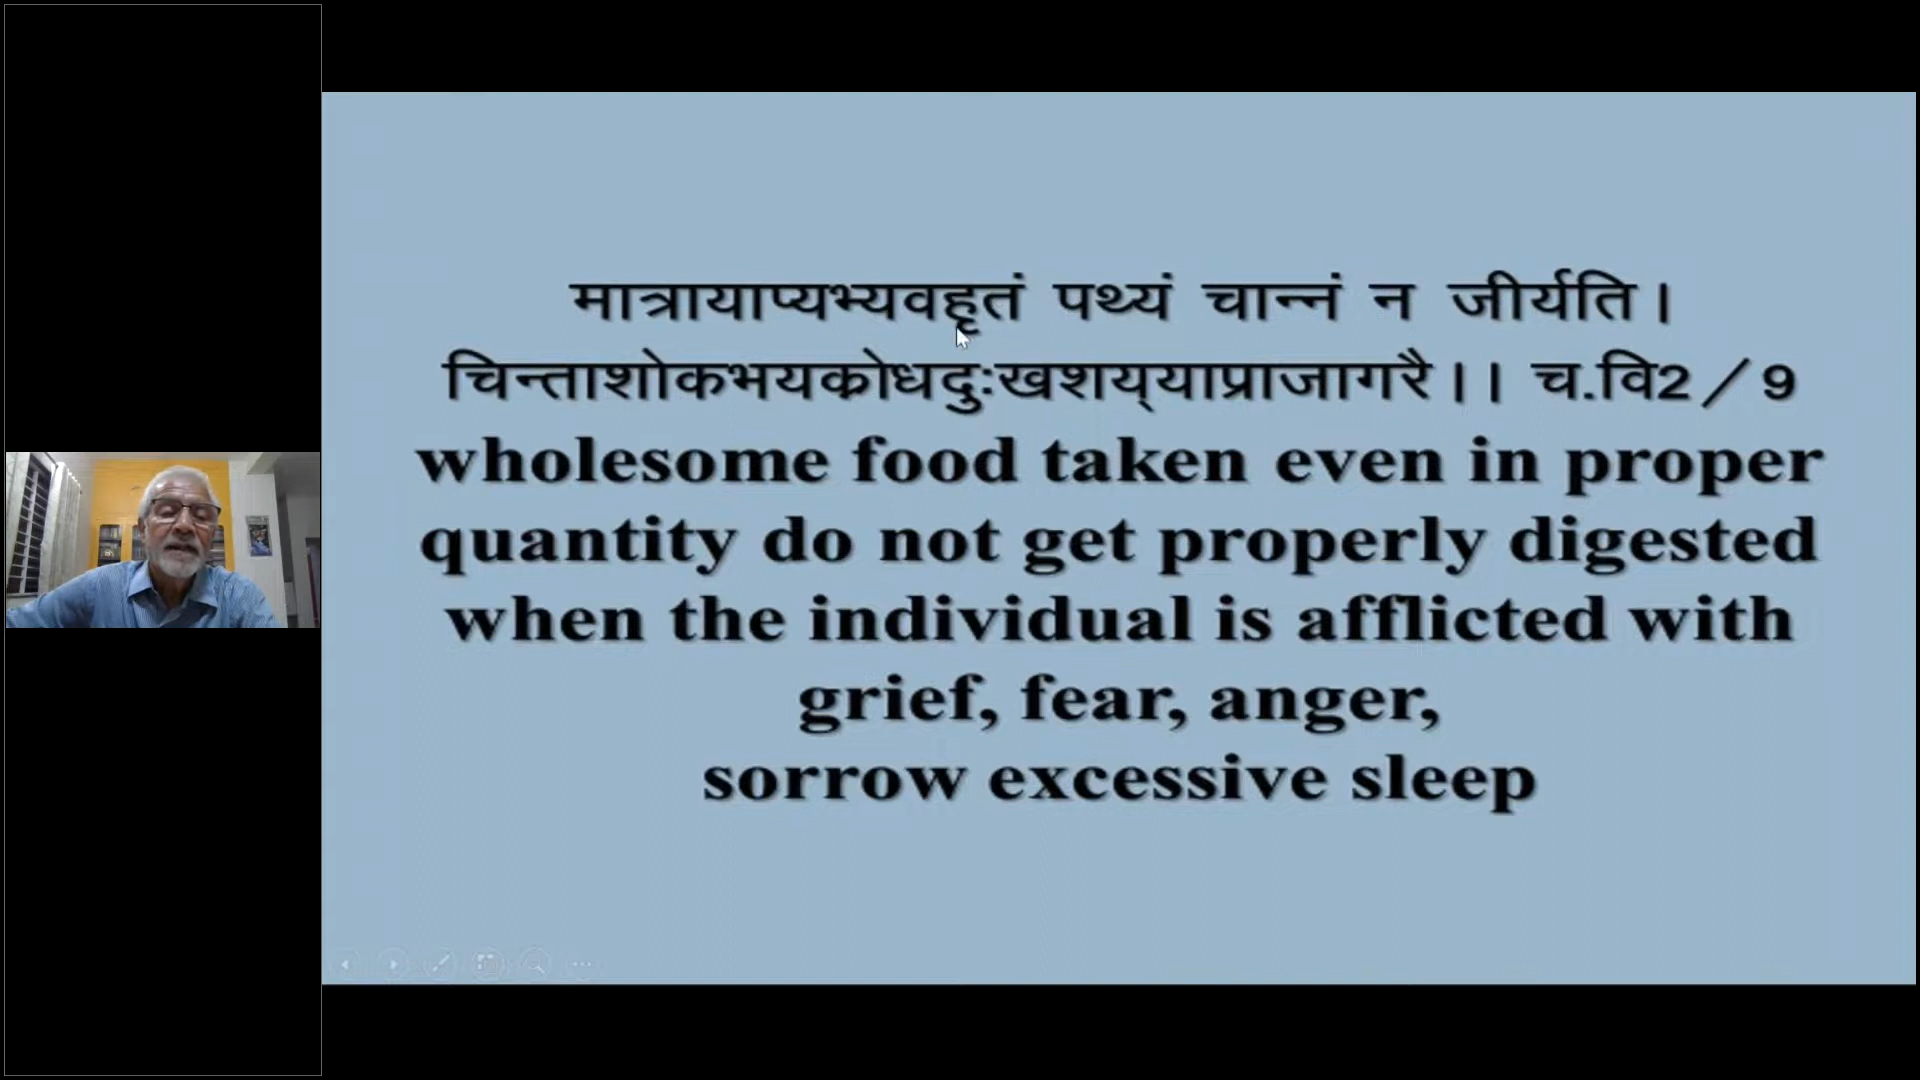 मात्रायाप्यभ्यवहृतं पथ्यं चान्नं न जीर्यति।
चिन्ताशोकभयक्रोधदुःखशय्याप्राजागरै।। च.वि2/9
wholesome food taken even in proper
quantity do not get properly digested
when the individual is afflicted with
grief, fear, anger,
sorrow excessive sleep